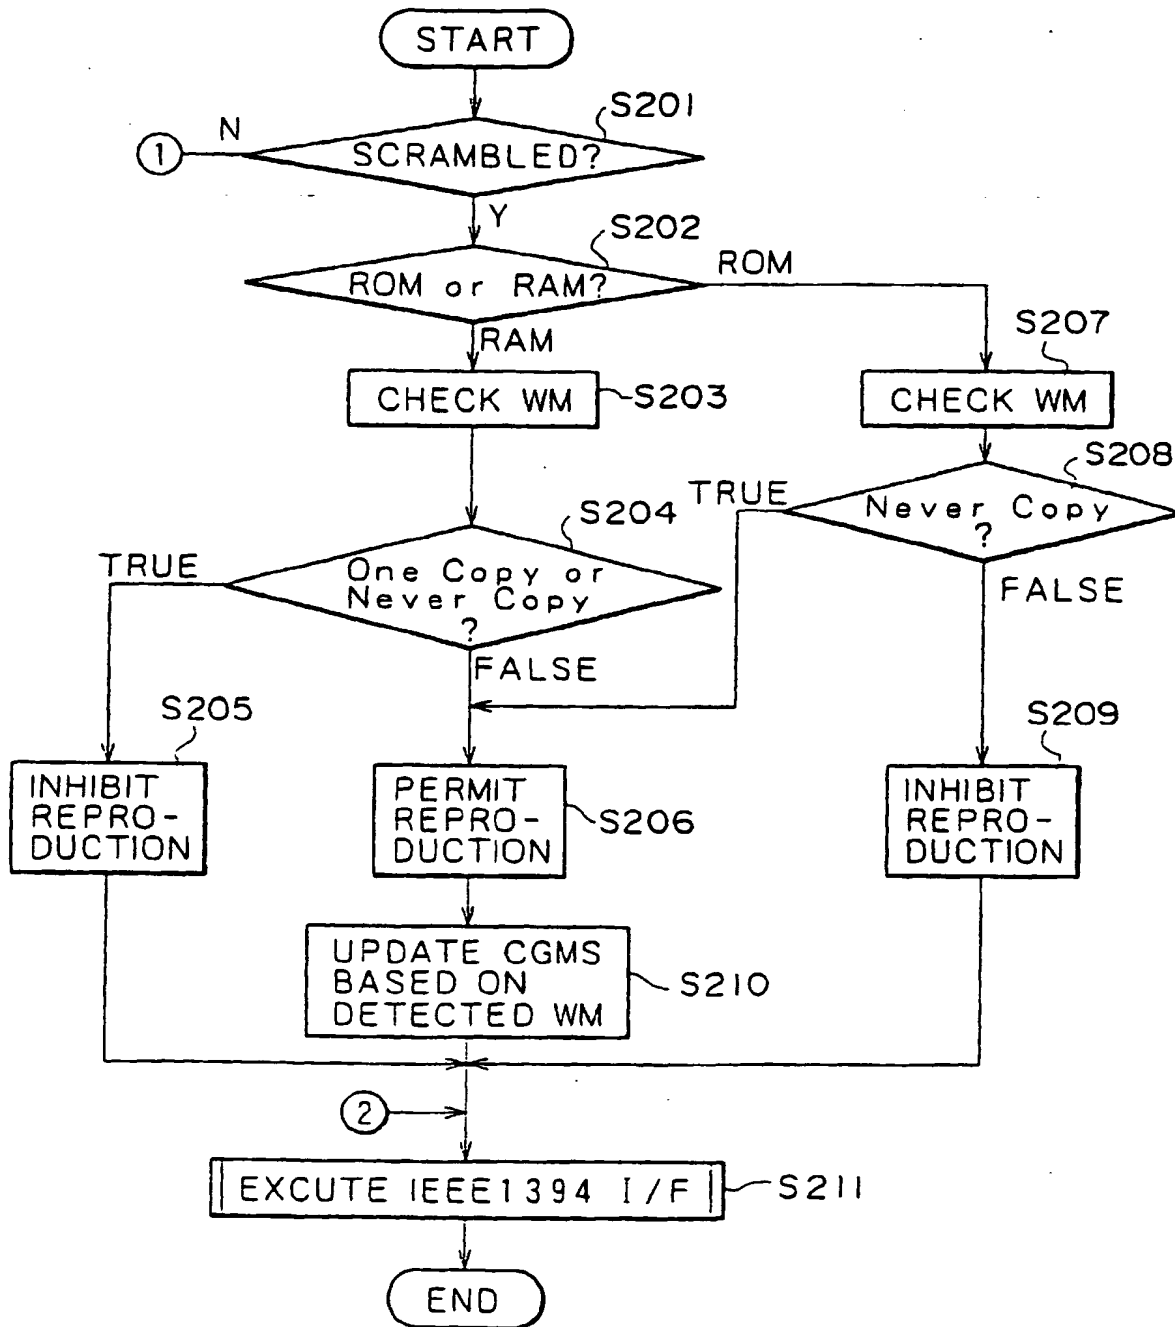 START
S201
N
1
SCRAMBLED?
Y
S202
ROM or RAM?
ROM
RAM
S207
CHECK WM
S203
CHECK WM
S208
TRUE
Never Copy
?
S204
TRUE
One Copy or
Never Copy
?
FALSE
FALSE
S205
S209
INHIBIT
REPRO-
DUCTION
PERMIT
REPRO-
DUCTION
S206
INHIBIT
REPRO-
DUCTION
UPDATE CGMS
BASED ON
DETECTED WM
S210
2
EXCUTE IEEE1394 I/F
S211
END